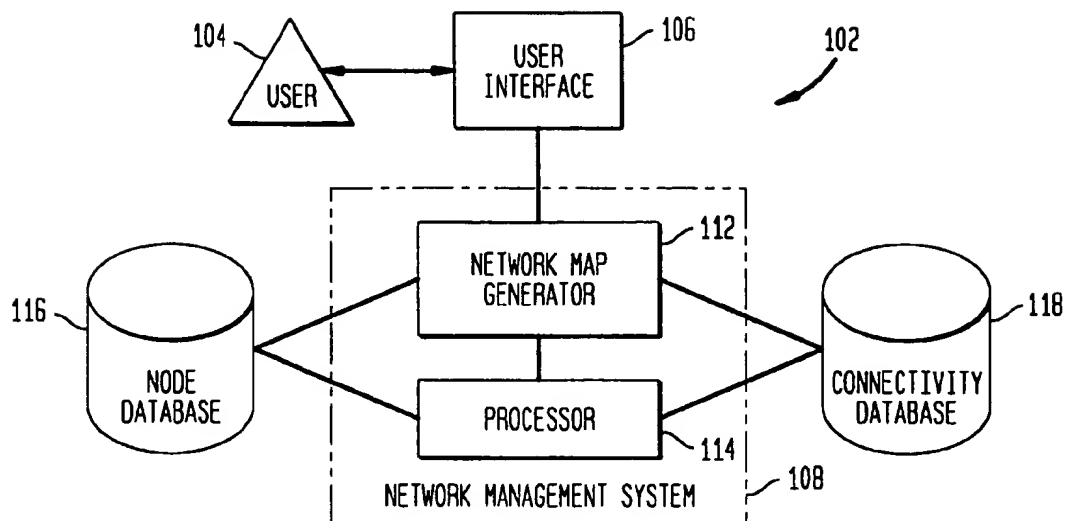 104
USER
USER
INTERFACE
106
102
NETWORK MAP
GENERATOR
112
116
NODE
DATABASE
PROCESSOR
114
CONNECTIVITY
DATABASE
118
NETWORK MANAGEMENT SYSTEM
108